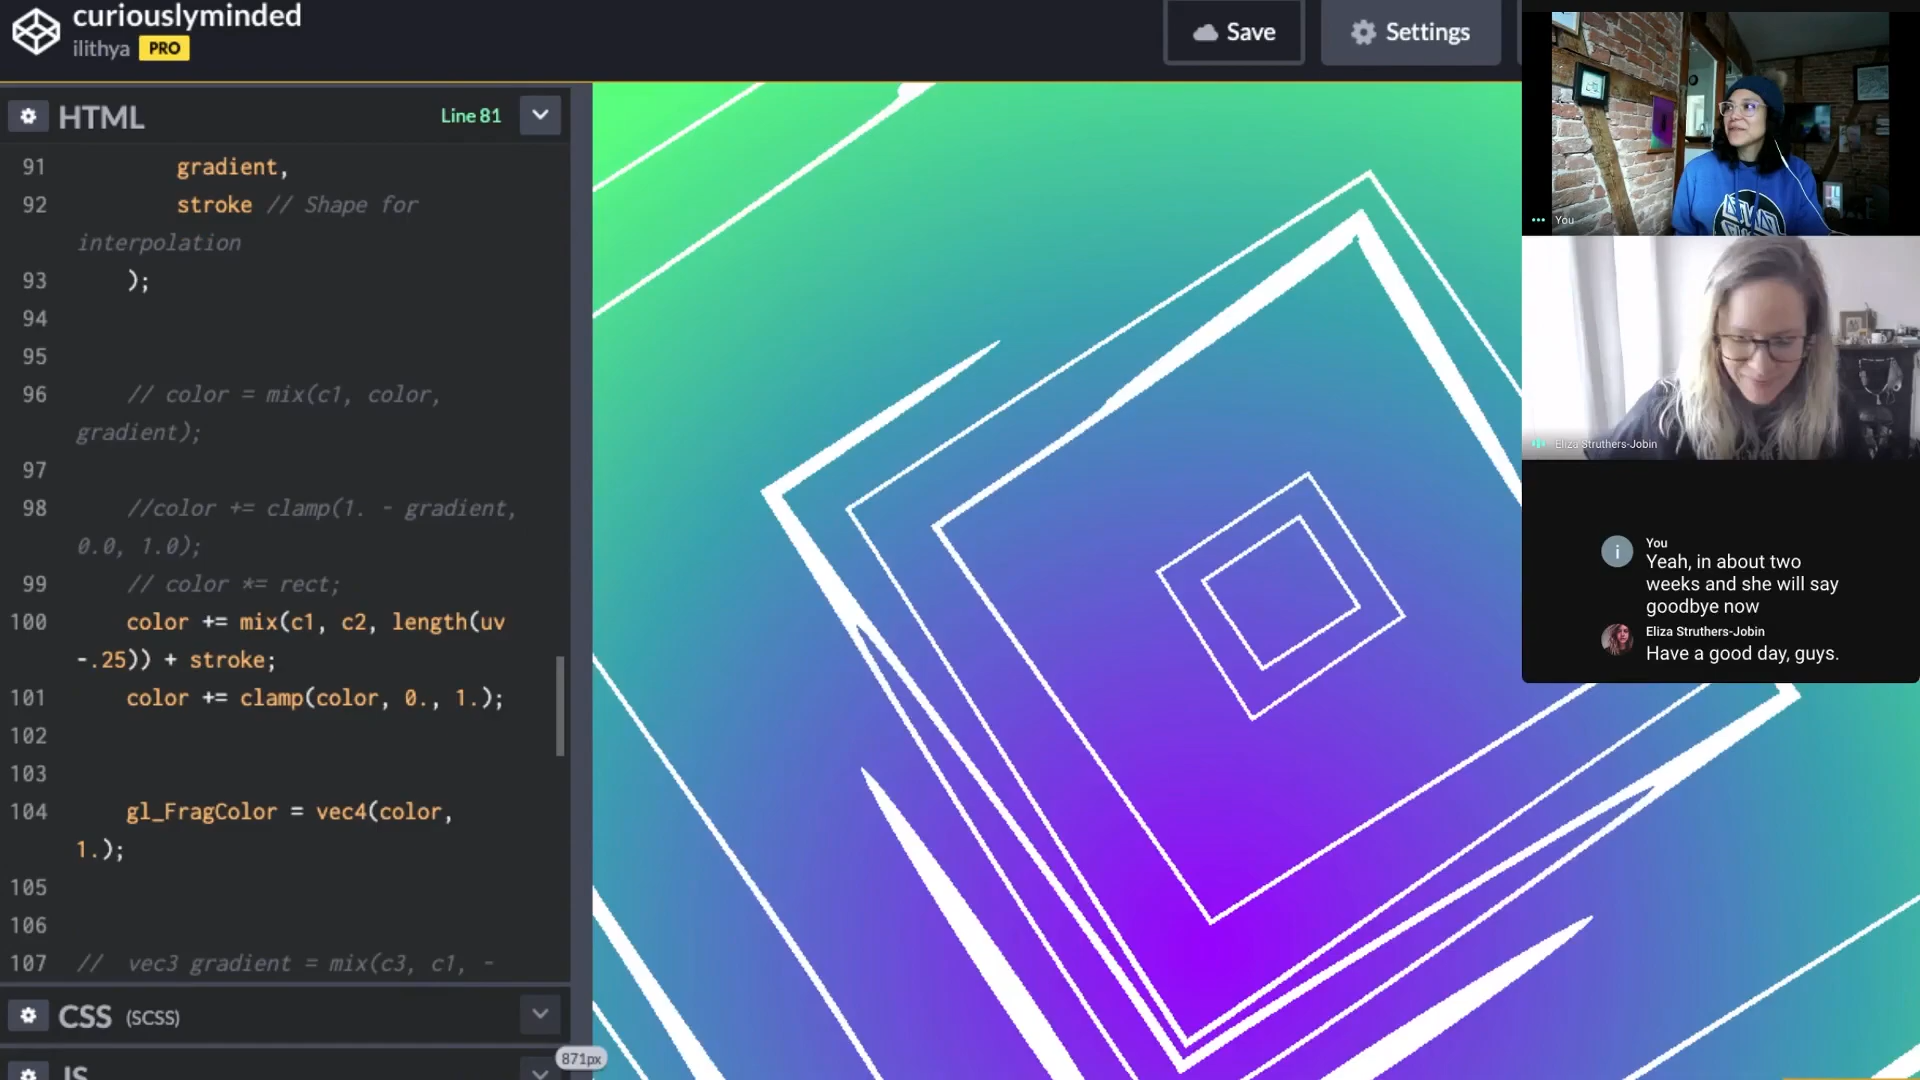 curiouslyminded
ilithya PRO
Save
Settings
HTML
Line 81
91 gradient,
92 stroke // Shape for
interpolation
93 );
94
95
96 // color = mix(c1, color,
gradient);
97
98 //color += clamp(1. - gradient,
0.0, 1.0);
99 // color *= rect;
100 color += mix(c1, c2, length(uv
-.25)) + stroke;
101 color += clamp(color, 0., 1.);
102
103
104 gl_FragColor = vec4(color,
1.);
105
106
107 // vec3 gradient = mix(c3, c1, -
CSS (SCSS)
JS
871px
You
Eliza Struthers-Jobin
i
You
Yeah, in about two
weeks and she will say
goodbye now
Eliza Struthers-Jobin
Have a good day, guys.